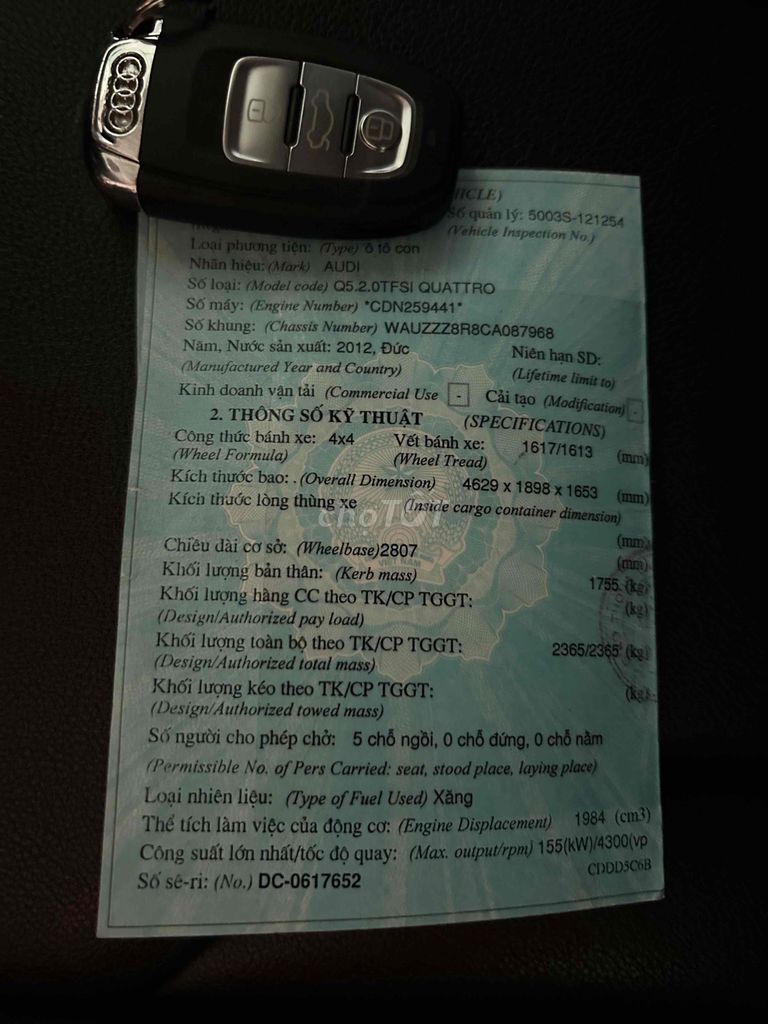 HICLE)
Số quản lý: 5003S-121254
(Vehicle Inspection No.)
Loại phương tiện: (Type) ô tô con
Nhãn hiệu: (Mark) AUDI
Số loại: (Model code) Q5.2.0TFSI QUATTRO
Số máy: (Engine Number) *CDN259441*
Số khung: (Chassis Number) WAUZZZ8R8CA087968
Năm, Nước sản xuất: 2012, Đức Niên hạn SD:
(Manufactured Year and Country) (Lifetime limit to)
Kinh doanh vận tải (Commercial Use - Cải tạo (Modification) -
2. THÔNG SỐ KỸ THUẬT (SPECIFICATIONS)
Công thức bánh xe: 4x4 Vết bánh xe: 1617/1613 (mm)
(Wheel Formula) (Wheel Tread)
Kích thước bao: . (Overall Dimension) 4629 x 1898 x 1653 (mm)
Kích thước lòng thùng xe (Inside cargo container dimension)
choTỐT
(mm)
Chiều dài cơ sở: (Wheelbase)2807 (mm)
VIỆT NAM
Khối lượng bản thân: (Kerb mass) 1755 (kg)
Khối lượng hàng CC theo TK/CP TGGT: (kg)
(Design/Authorized pay load)
Khối lượng toàn bộ theo TK/CP TGGT: 2365/2365 (kg)
(Design/Authorized total mass)
Khối lượng kéo theo TK/CP TGGT: (kg)
(Design/Authorized towed mass)
Số người cho phép chở: 5 chỗ ngồi, 0 chỗ đứng, 0 chỗ nằm
(Permissible No. of Pers Carried: seat, stood place, laying place)
Loại nhiên liệu: (Type of Fuel Used) Xăng
Thể tích làm việc của động cơ: (Engine Displacement) 1984 (cm3)
Công suất lớn nhất/tốc độ quay: (Max. output/rpm) 155(kW)/4300(vp
CDDD5C6B
Số sê-ri: (No.) DC-0617652